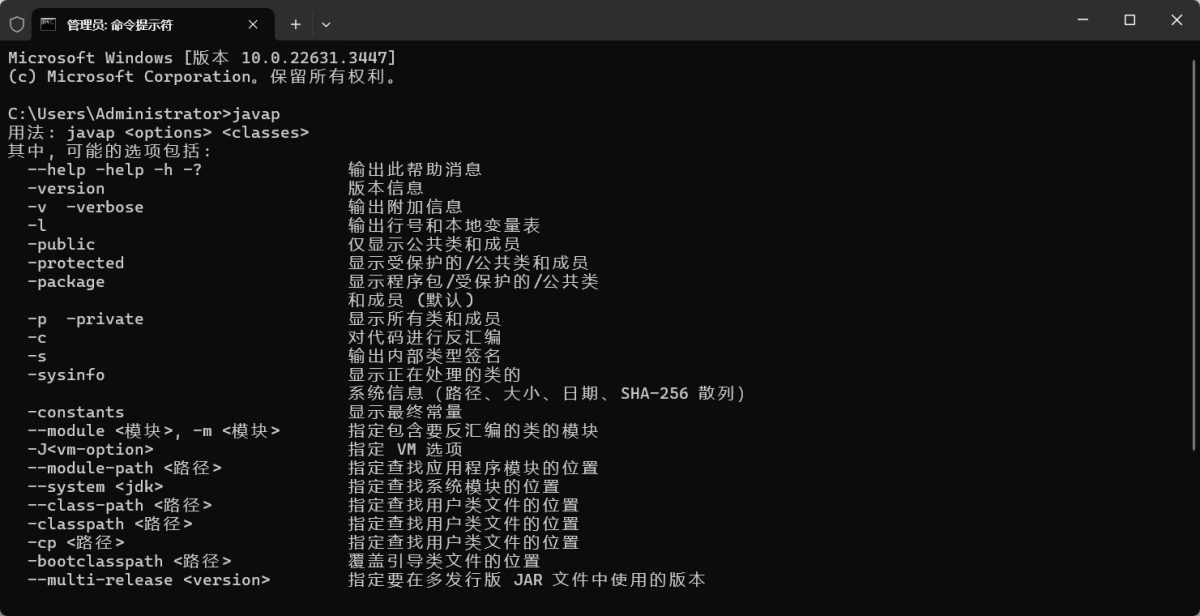 管理员: 命令提示符
Microsoft Windows [版本 10.0.22631.3447]
(c) Microsoft Corporation。保留所有权利。
C:\Users\Administrator>javap
用法: javap <options> <classes>
其中, 可能的选项包括:
--help -help -h -? 输出此帮助消息
-version 版本信息
-v  -verbose 输出附加信息
-l 输出行号和本地变量表
-public 仅显示公共类和成员
-protected 显示受保护的/公共类和成员
-package 显示程序包/受保护的/公共类
和成员 (默认)
-p  -private 显示所有类和成员
-c 对代码进行反汇编
-s 输出内部类型签名
-sysinfo 显示正在处理的类的
系统信息 (路径、大小、日期、SHA-256 散列)
-constants 显示最终常量
--module <模块>, -m <模块> 指定包含要反汇编的类的模块
-J<vm-option> 指定 VM 选项
--module-path <路径> 指定查找应用程序模块的位置
--system <jdk> 指定查找系统模块的位置
--class-path <路径> 指定查找用户类文件的位置
-classpath <路径> 指定查找用户类文件的位置
-cp <路径> 指定查找用户类文件的位置
-bootclasspath <路径> 覆盖引导类文件的位置
--multi-release <version> 指定要在多发行版 JAR 文件中使用的版本